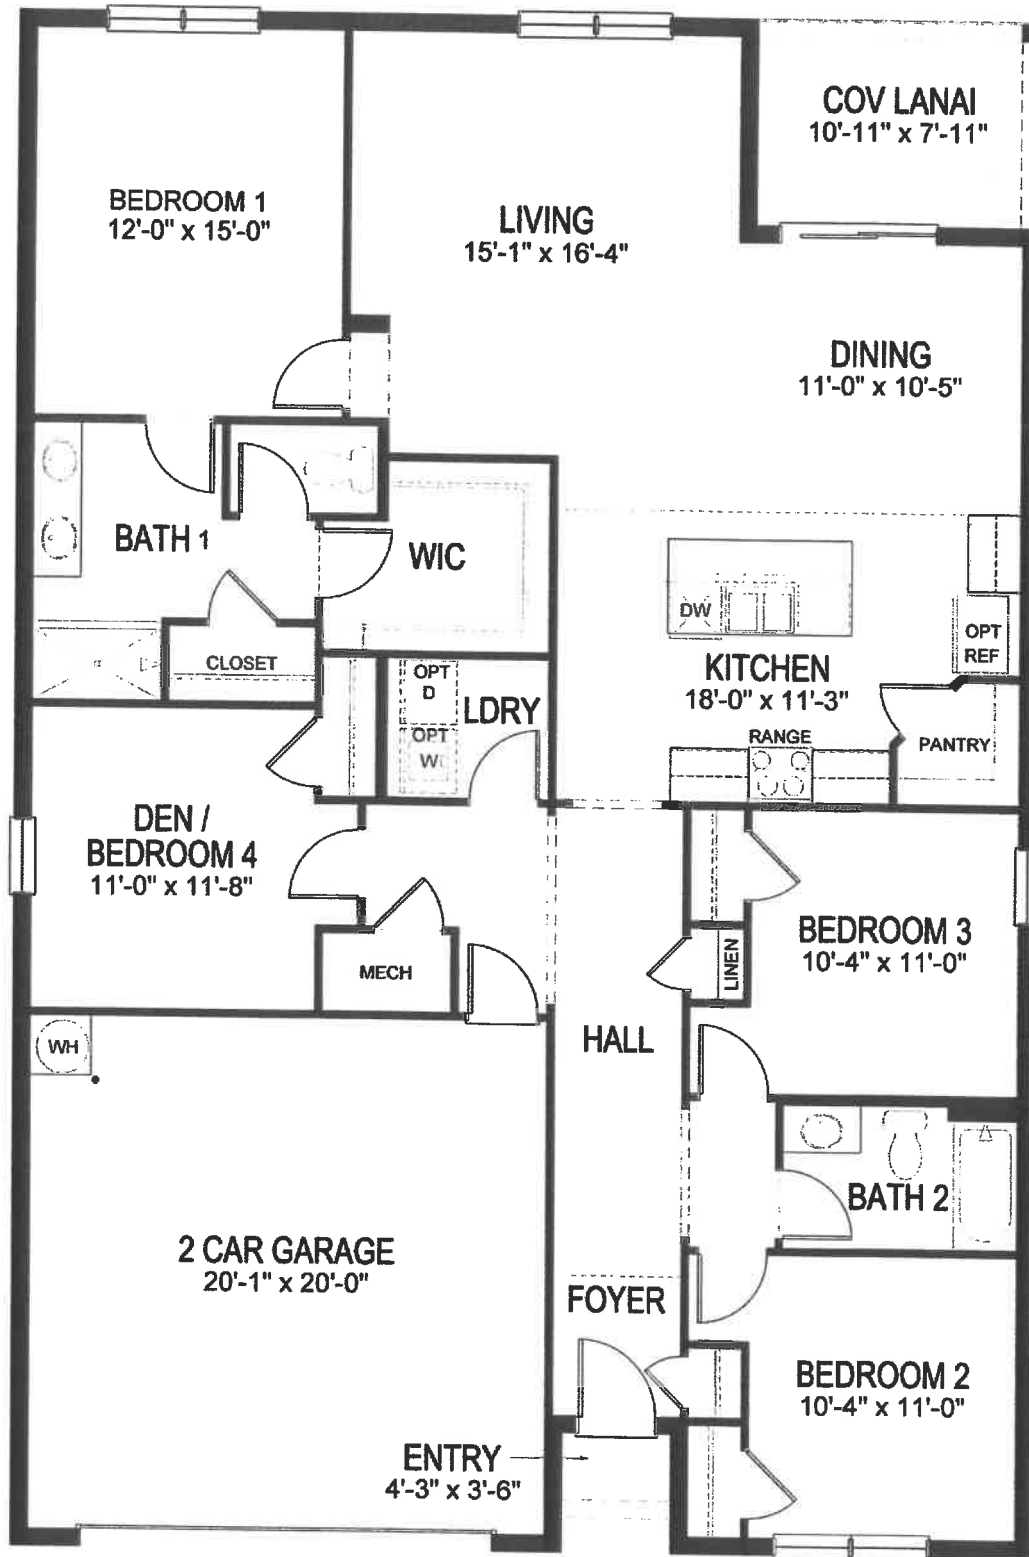 COV LANAI
10'-11" x 7'-11"
BEDROOM 1
12'-0" x 15'-0"
LIVING
15'-1" x 16'-4"
DINING
11'-0" x 10'-5"
BATH 1
WIC
DW
OPT
REF
CLOSET
KITCHEN
18'-0" x 11'-3"
OPT
D
LDRY
OPT
W
RANGE
PANTRY
DEN /
BEDROOM 4
11'-0" x 11'-8"
BEDROOM 3
10'-4" x 11'-0"
LINEN
MECH
HALL
WH
BATH 2
2 CAR GARAGE
20'-1" x 20'-0"
FOYER
BEDROOM 2
10'-4" x 11'-0"
ENTRY
4'-3" x 3'-6"